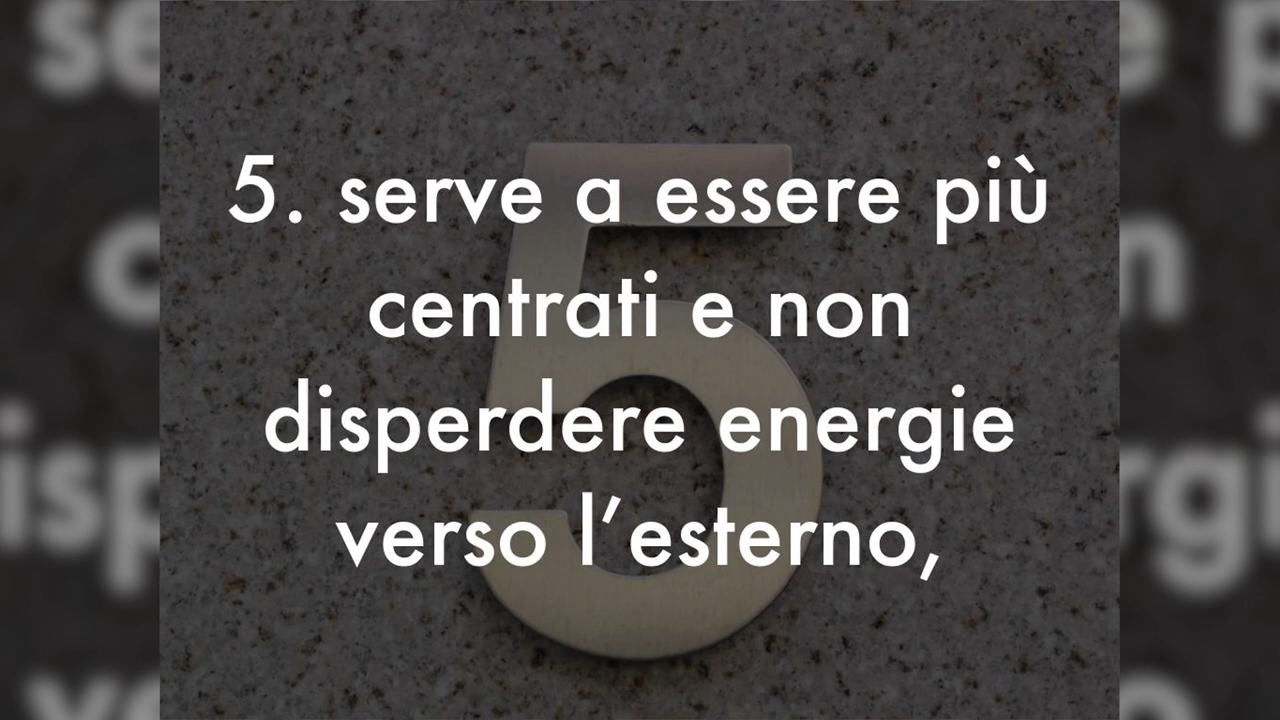 5. serve a essere più
centrati e non
disperdere energie
verso l’esterno,